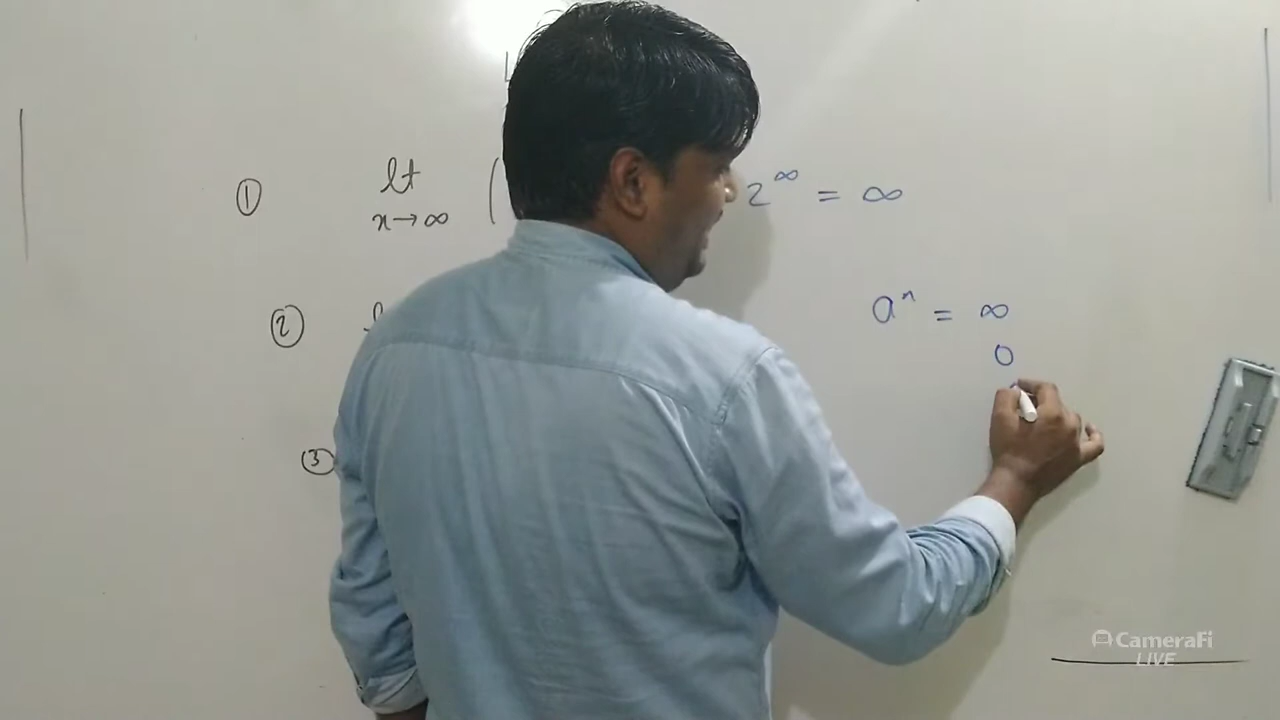 ① lt x→∞ ( 2^∞ = ∞
② a^n = ∞
0
③
CameraFi
LIVE